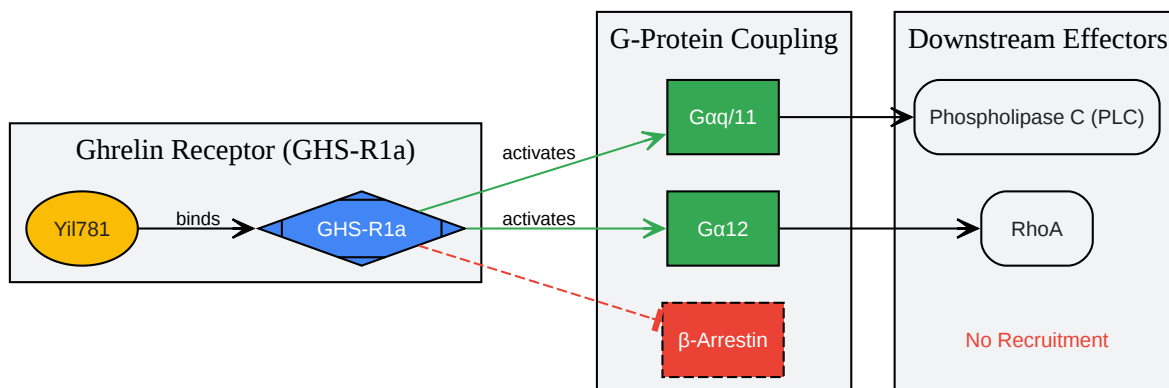 G-Protein Coupling
Downstream Effectors
Gαq/11
Phospholipase C (PLC)
activates
Ghrelin Receptor (GHS-R1a)
Yil781
binds
GHS-R1a
activates
Gα12
RhoA
β-Arrestin
No Recruitment